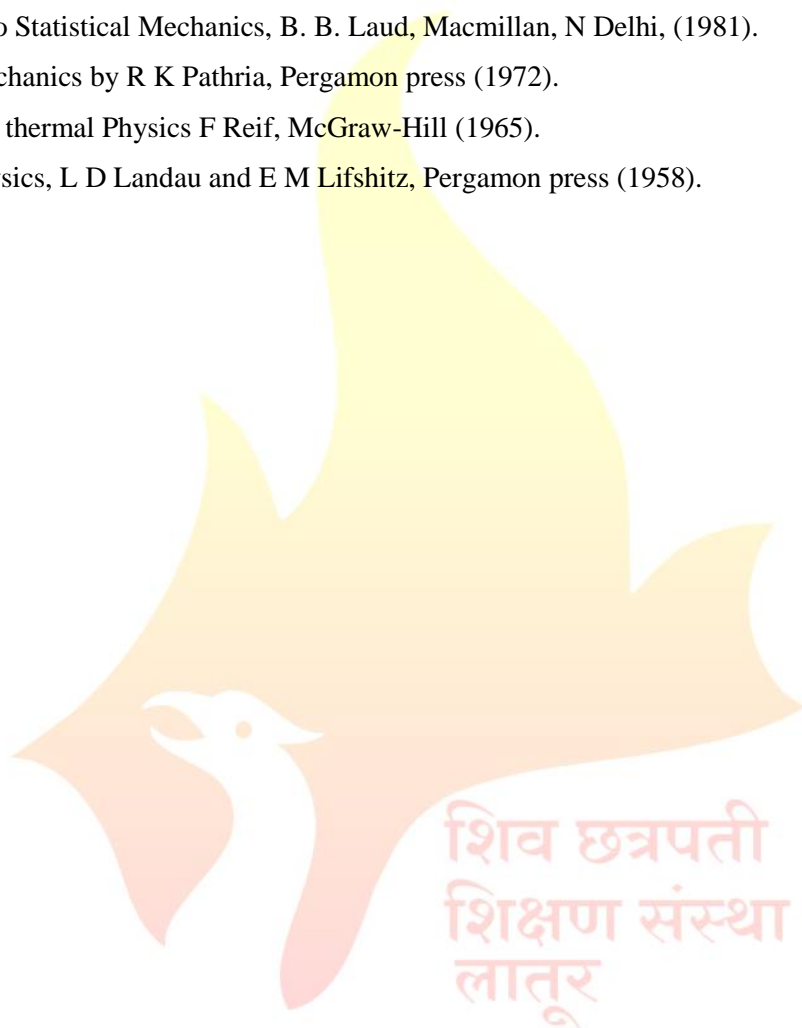 o Statistical Mechanics, B. B. Laud, Macmillan, N Delhi, (1981).
chanics by R K Pathria, Pergamon press (1972).
thermal Physics F Reif, McGraw-Hill (1965).
sics, L D Landau and E M Lifshitz, Pergamon press (1958).
शिव छत्रपती
शिक्षण संस्था
लातूर